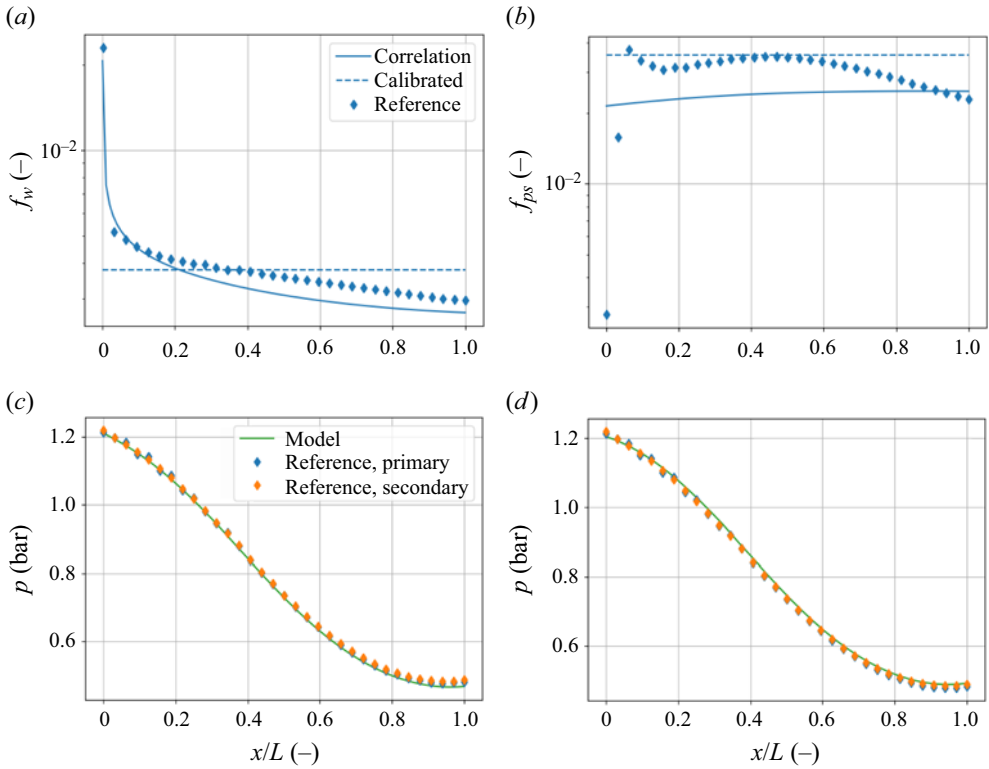 (a)
Correlation
Calibrated
Reference
10⁻²
f_w (–)
0 0.2 0.4 0.6 0.8 1.0
(b)
10⁻²
f_ps (–)
0 0.2 0.4 0.6 0.8 1.0
(c)
Model
Reference, primary
Reference, secondary
1.2
1.0
0.8
0.6
p (bar)
0 0.2 0.4 0.6 0.8 1.0
x/L (–)
(d)
1.2
1.0
0.8
0.6
p (bar)
0 0.2 0.4 0.6 0.8 1.0
x/L (–)